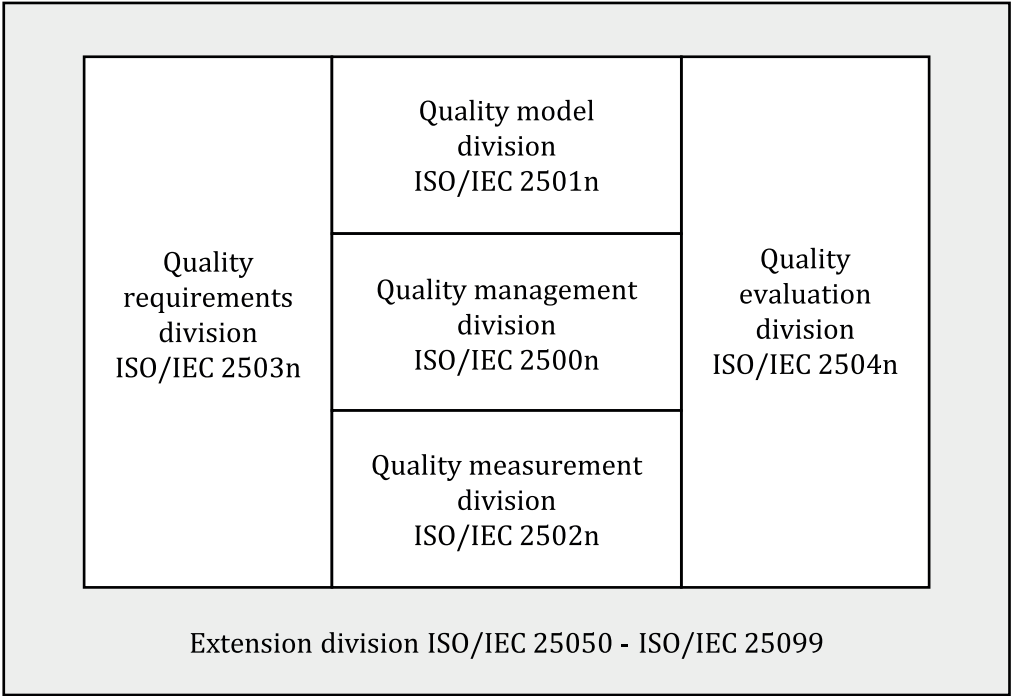 Quality
requirements
division
ISO/IEC 2503n
Quality model
division
ISO/IEC 2501n
Quality management
division
ISO/IEC 2500n
Quality measurement
division
ISO/IEC 2502n
Quality
evaluation
division
ISO/IEC 2504n
Extension division ISO/IEC 25050 - ISO/IEC 25099